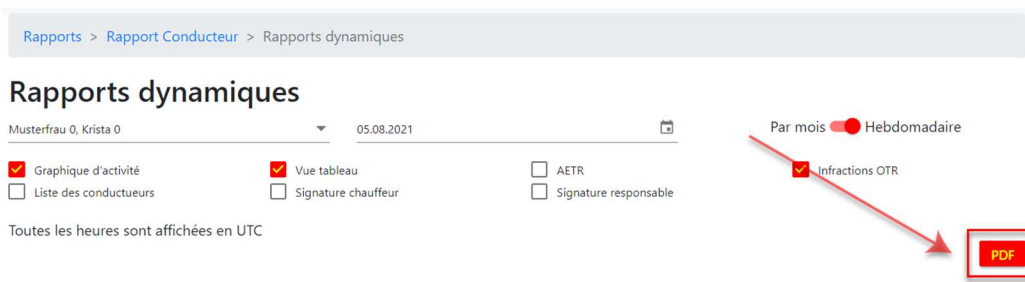 Rapports > Rapport Conducteur > Rapports dynamiques
Rapports dynamiques
Musterfrau 0, Krista 0
05.08.2021
Par mois Hebdomadaire
Graphique d'activité
Vue tableau
AETR
Infractions OTR
Liste des conductueurs
Signature chauffeur
Signature responsable
Toutes les heures sont affichées en UTC
PDF